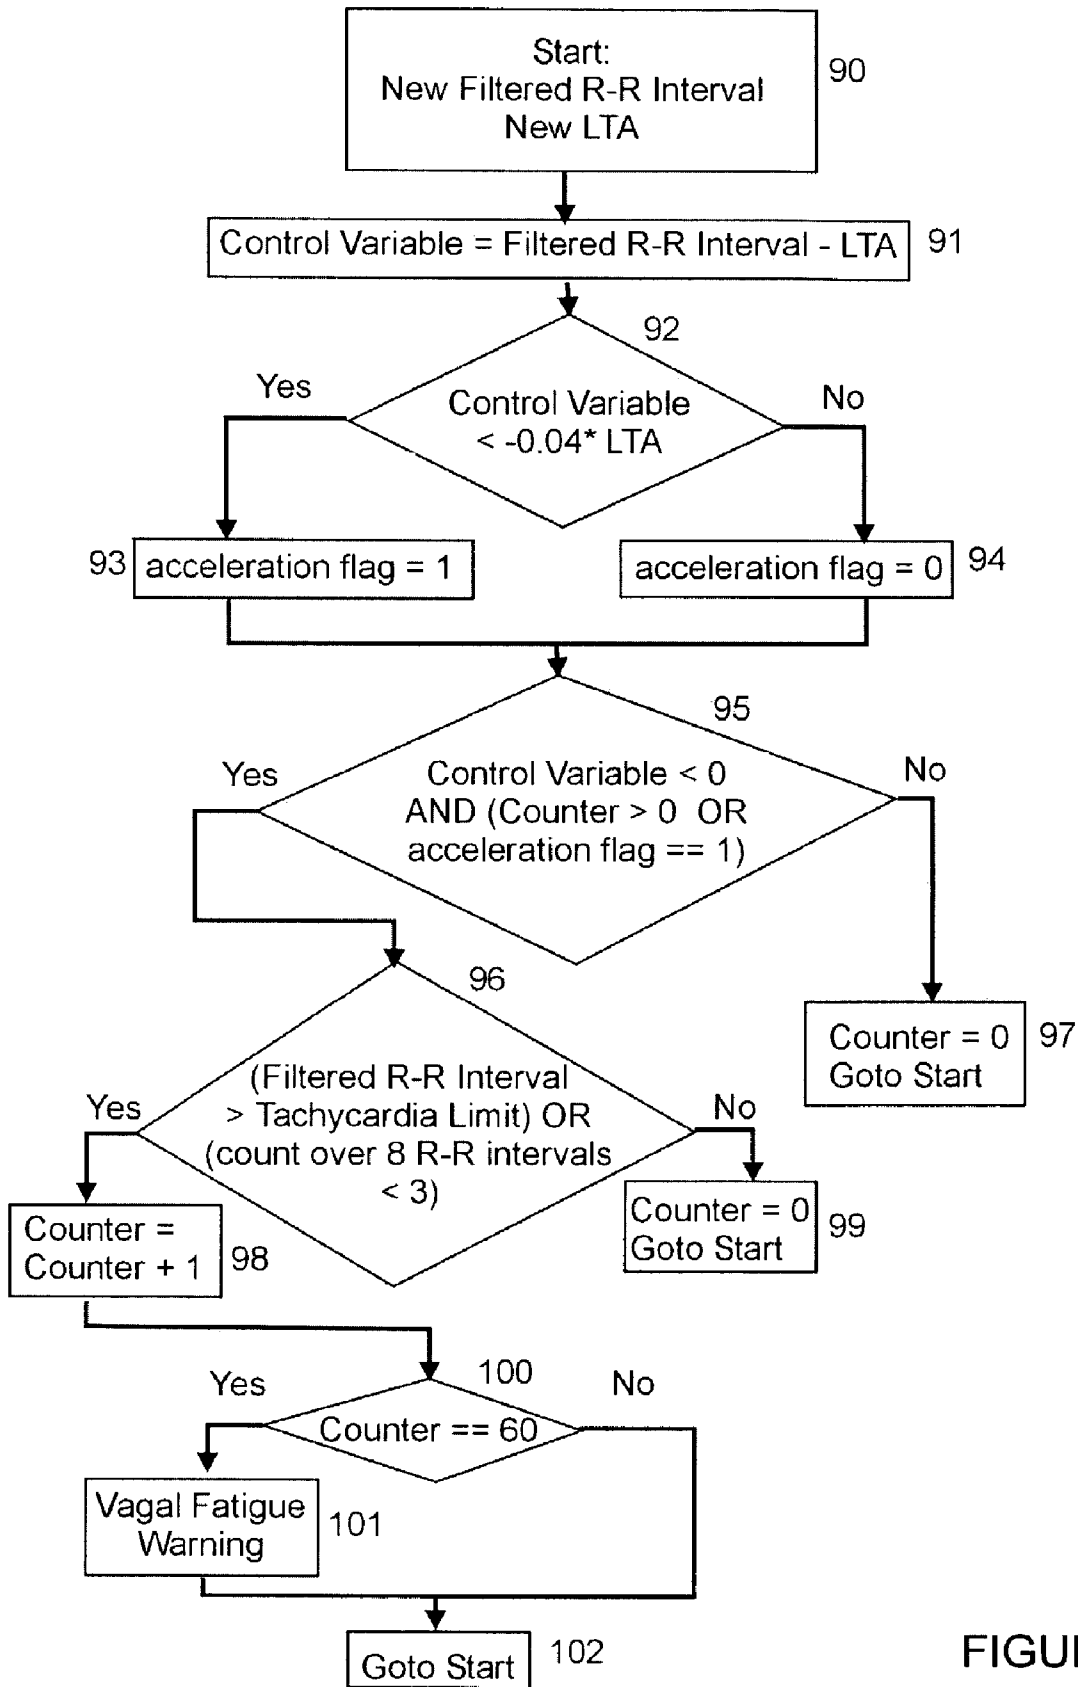 Start:
New Filtered R-R Interval
New LTA
90
Control Variable = Filtered R-R Interval - LTA
91
92
Yes
Control Variable
< -0.04* LTA
No
93
acceleration flag = 1
acceleration flag = 0
94
95
Yes
Control Variable < 0
AND (Counter > 0 OR
acceleration flag == 1)
No
96
(Filtered R-R Interval
> Tachycardia Limit) OR
(count over 8 R-R intervals
< 3)
Yes
No
Counter = 0
Goto Start
97
Counter =
Counter + 1
98
Counter = 0
Goto Start
99
100
Yes
Counter == 60
No
Vagal Fatigue
Warning
101
Goto Start
102